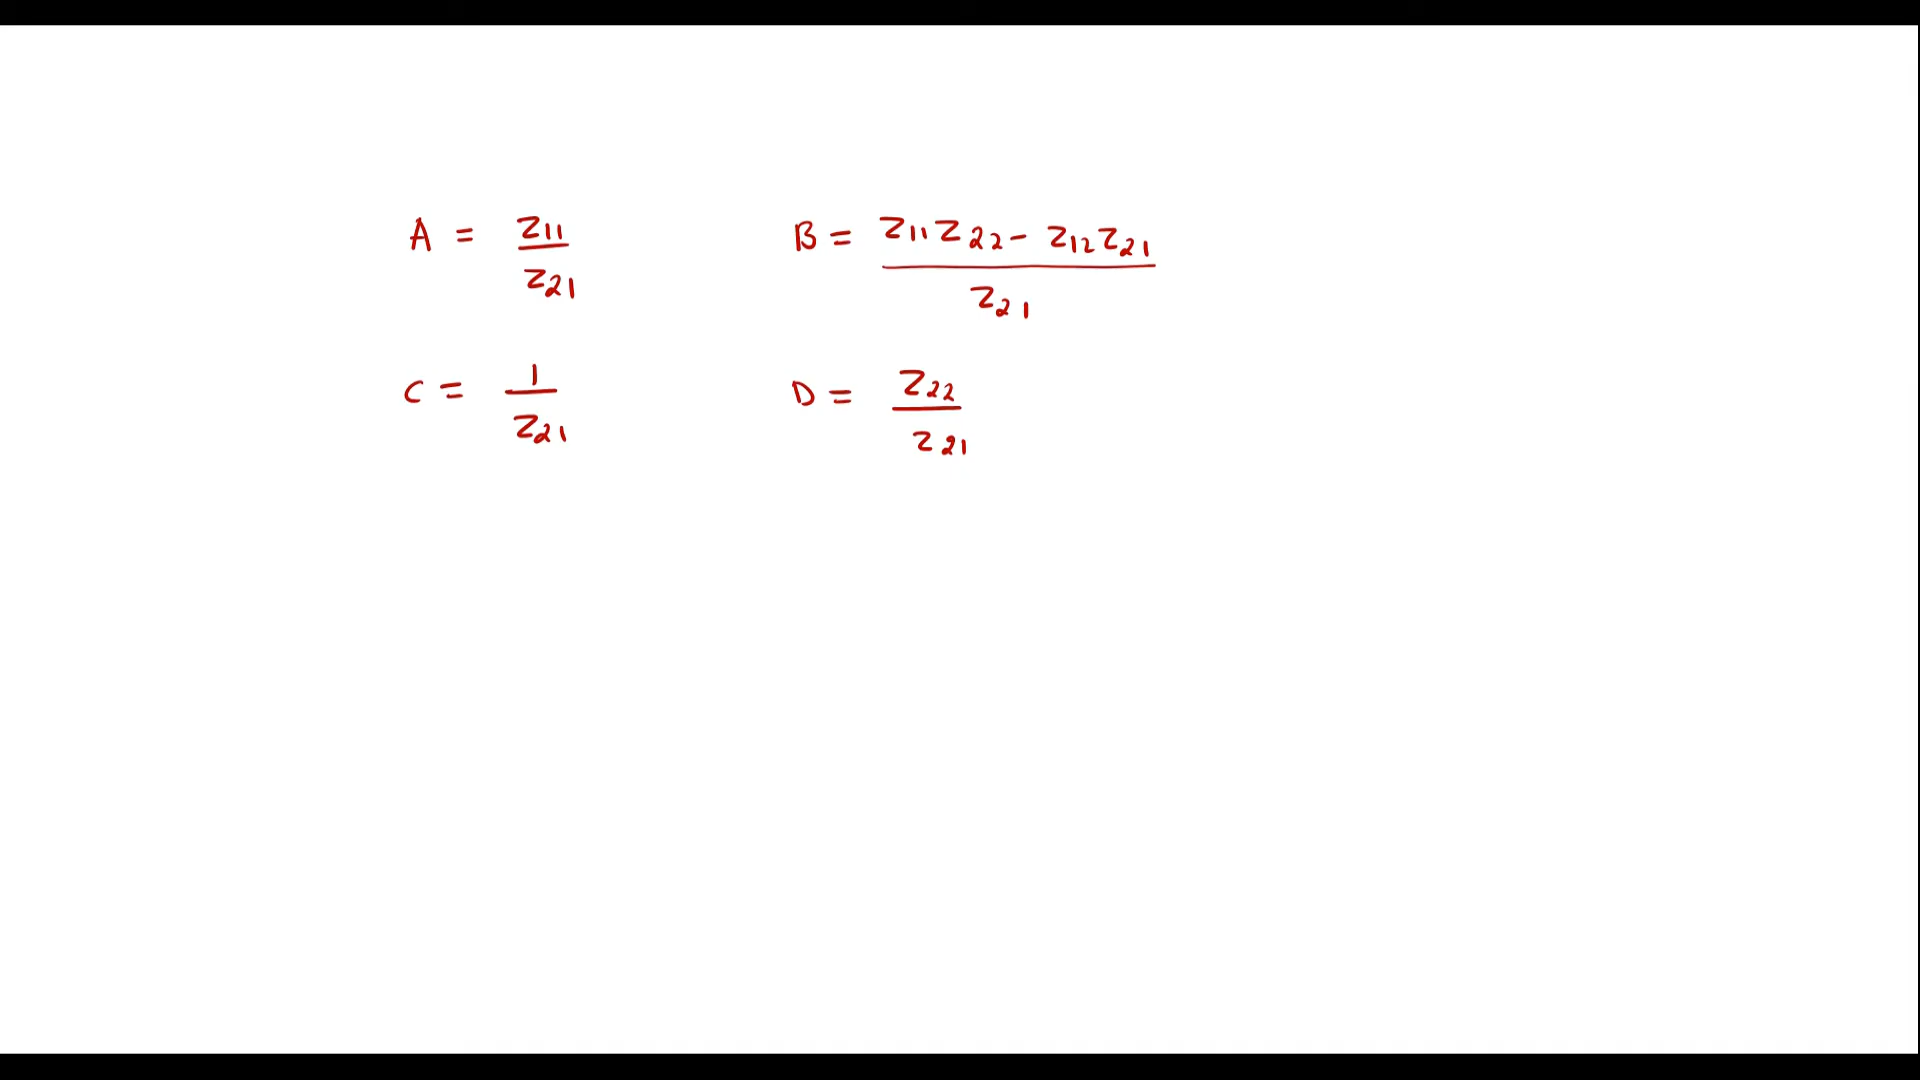 A = z11/z21    B = (z11z22 - z12z21)/z21
C = 1/z21    D = z22/z21